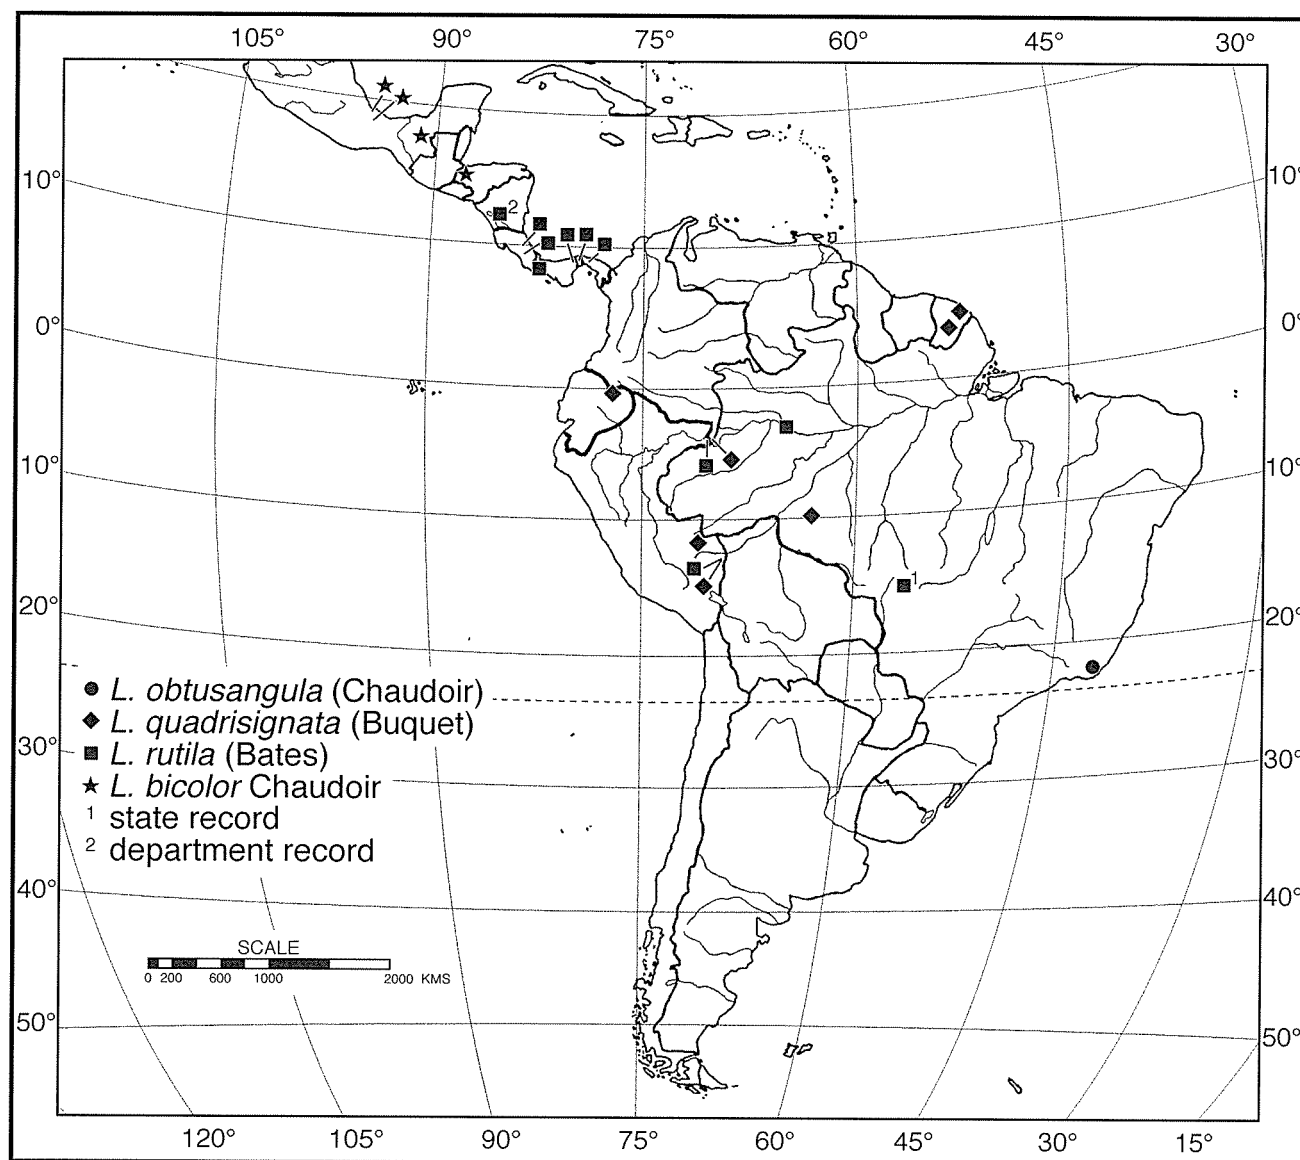 105° 90° 75° 60° 45° 30°
10° 10°
2
0° 0°
10° 10°
1
20° 20°
L. obtusangula (Chaudoir)
L. quadrisignata (Buquet)
30° L. rutila (Bates) 30°
L. bicolor Chaudoir
1 state record
2 department record
40° 40°
SCALE
0 200 600 1000 2000 KMS
50° 50°
120° 105° 90° 75° 60° 45° 30° 15°